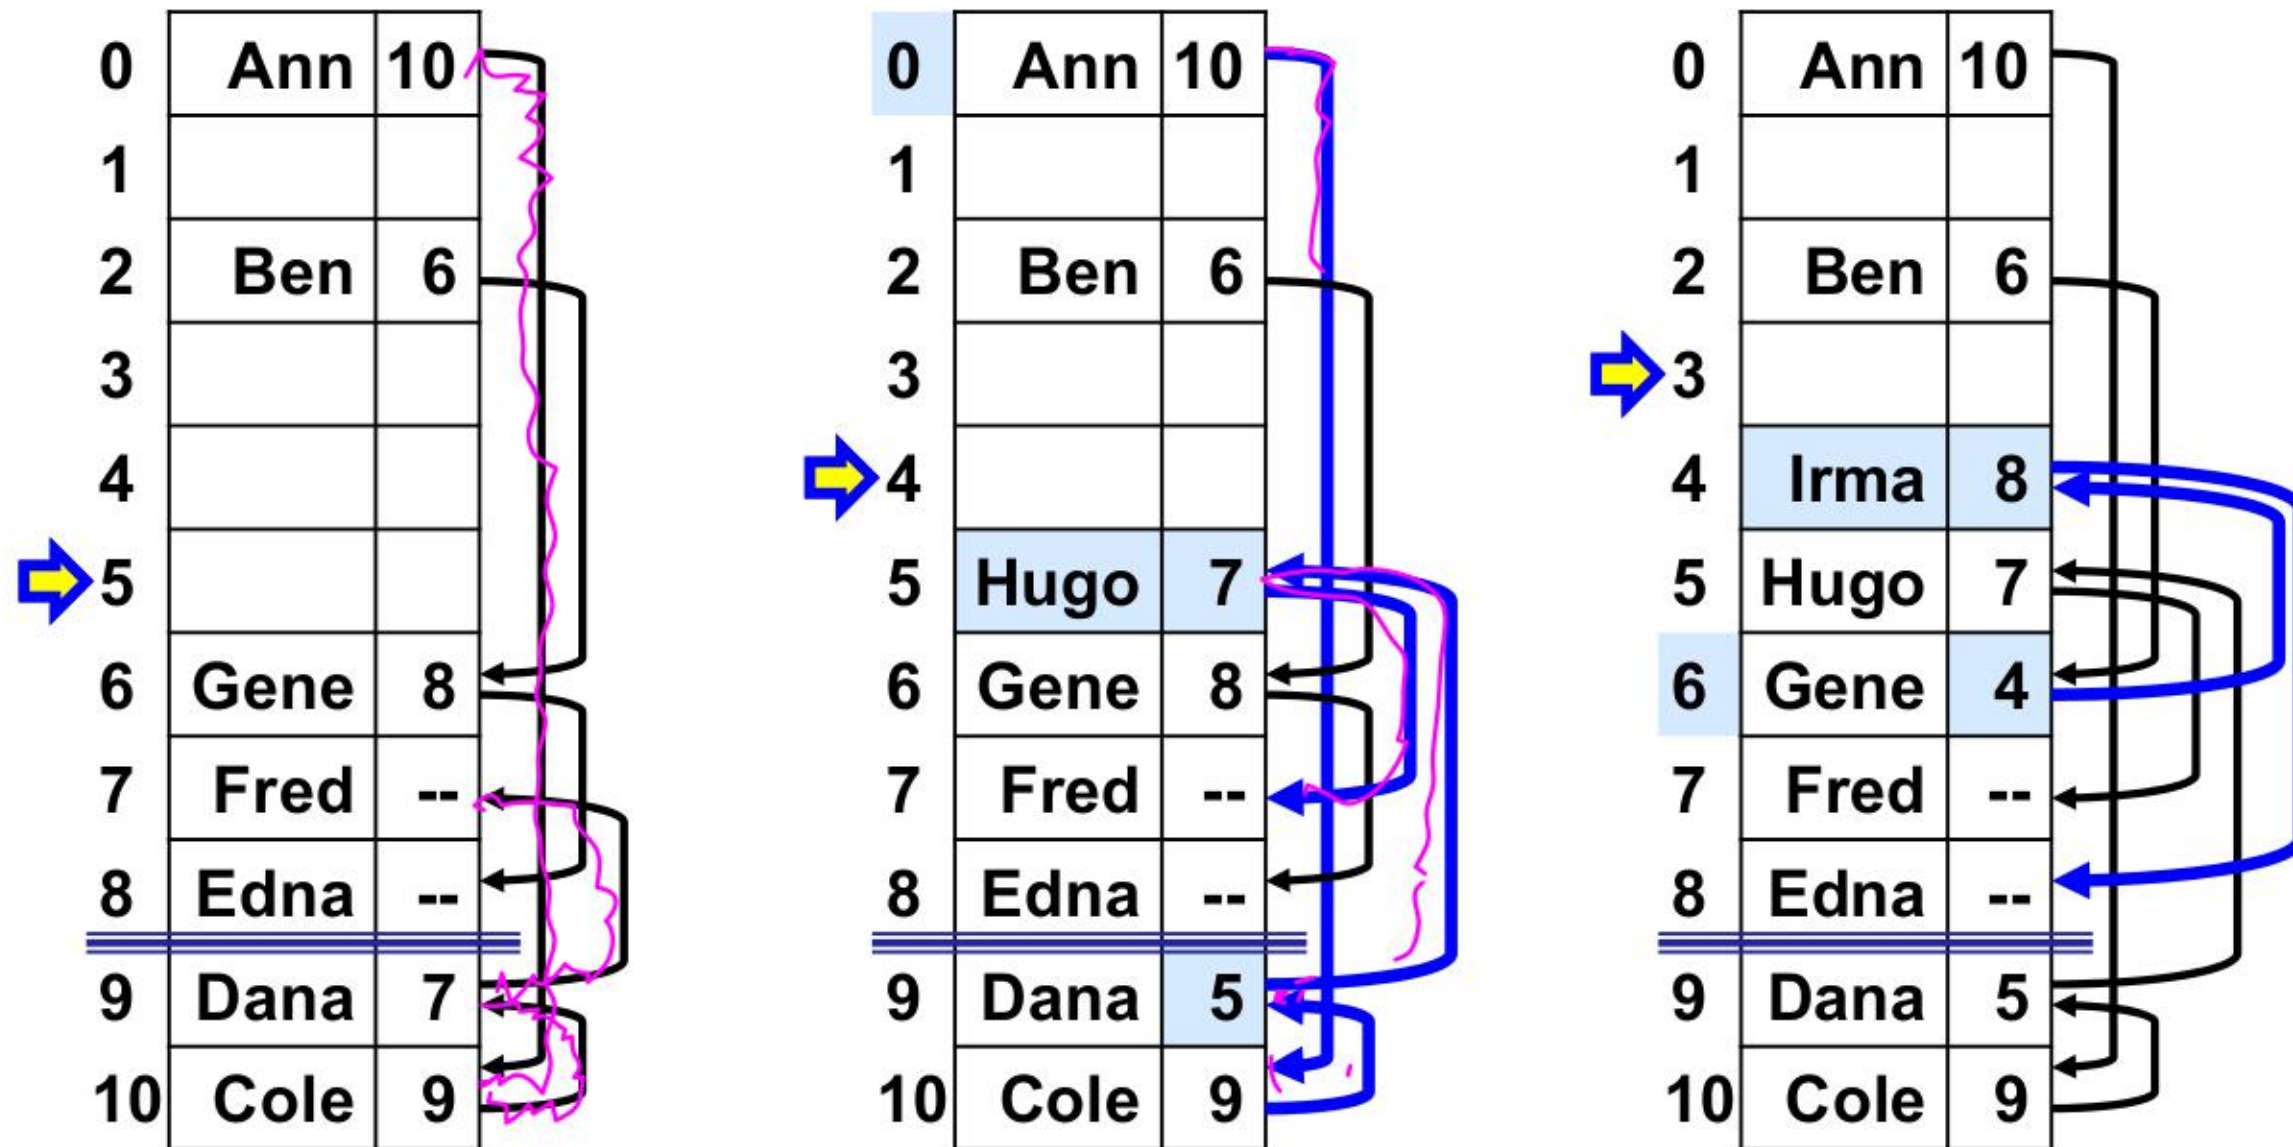 0 Ann 10
1
2 Ben 6
3
4
5
6 Gene 8
7 Fred --
8 Edna --
9 Dana 7
10 Cole 9
0 Ann 10
1
2 Ben 6
3
4
5 Hugo 7
6 Gene 8
7 Fred --
8 Edna --
9 Dana 5
10 Cole 9
0 Ann 10
1
2 Ben 6
3
4 Irma 8
5 Hugo 7
6 Gene 4
7 Fred --
8 Edna --
9 Dana 5
10 Cole 9